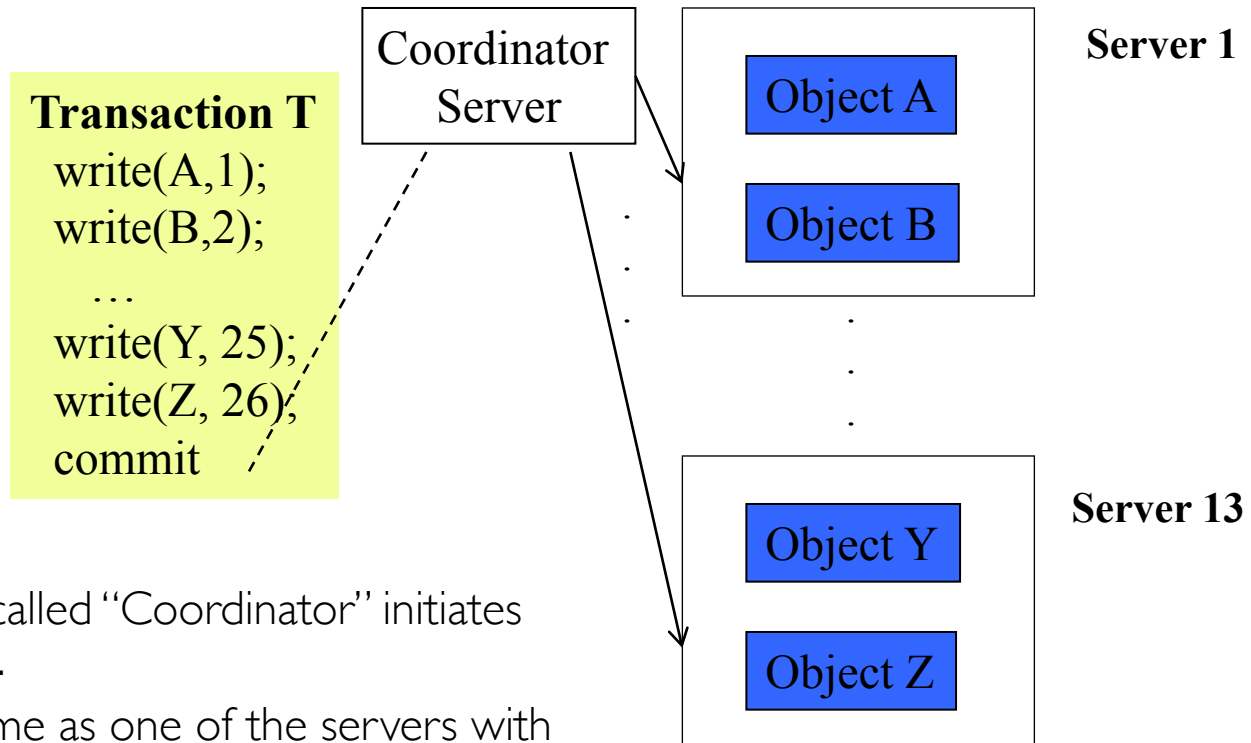 Transaction T
write(A,1);
write(B,2);
…
write(Y, 25);
write(Z, 26);
commit
Coordinator
Server
Object A
Object B
Server 1
Object Y
Object Z
Server 13
called “Coordinator” initiates
.
me as one of the servers with